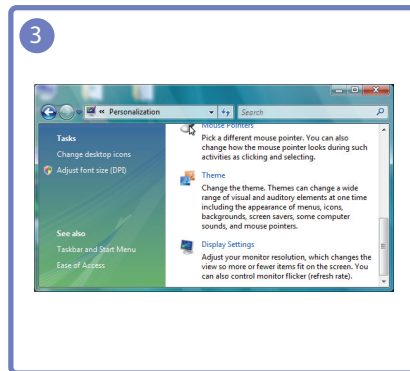 3
« Personalization
Search
Tasks
Change desktop icons
Adjust font size (DPI)
See also
Taskbar and Start Menu
Ease of Access
Mouse Pointers
Pick a different mouse pointer. You can also
change how the mouse pointer looks during such
activities as clicking and selecting.
Theme
Change the theme. Themes can change a wide
range of visual and auditory elements at one time
including the appearance of menus, icons,
backgrounds, screen savers, some computer
sounds, and mouse pointers.
Display Settings
Adjust your monitor resolution, which changes the
view so more or fewer items fit on the screen. You
can also control monitor flicker (refresh rate).